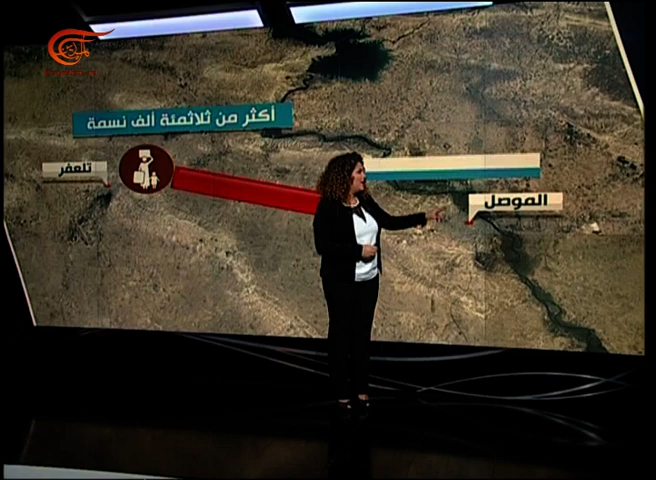 أكثر من ثلاثمئة ألف نسمة
تلعفر
الموصل